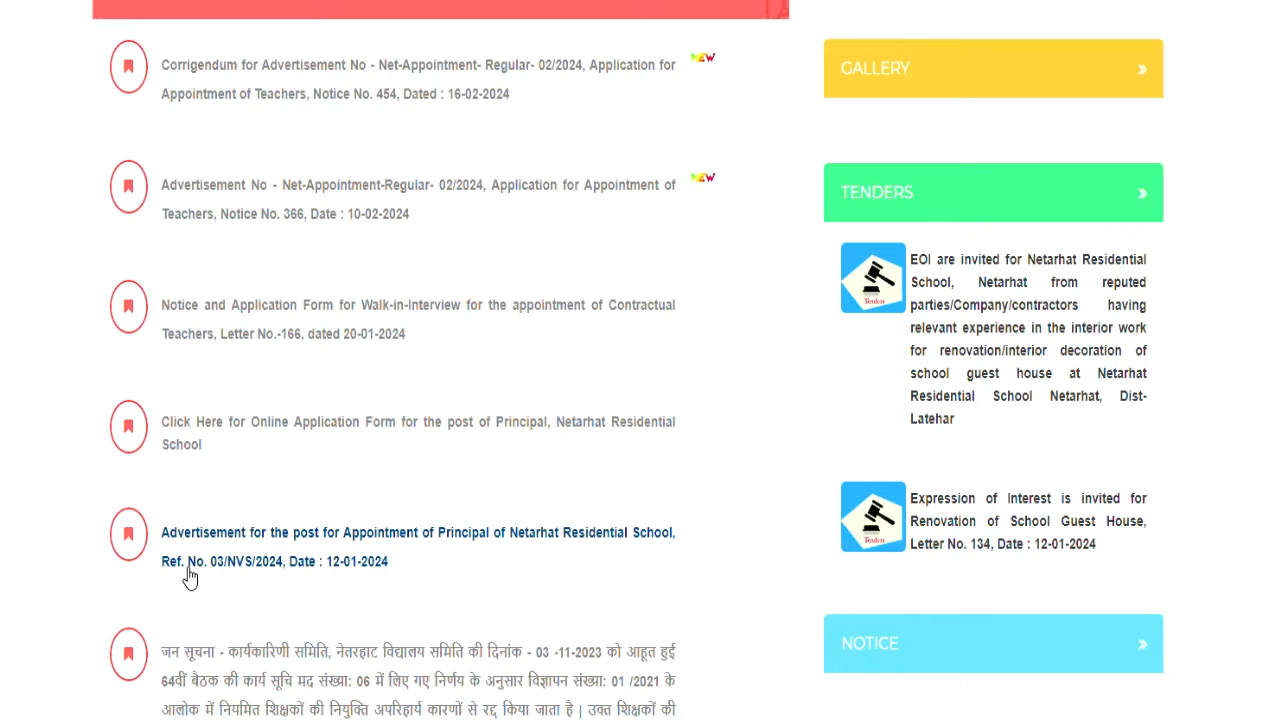 Corrigendum for Advertisement No - Net-Appointment- Regular- 02/2024, Application for
Appointment of Teachers, Notice No. 454, Dated : 16-02-2024
NEW
Advertisement No - Net-Appointment-Regular- 02/2024, Application for Appointment of
Teachers, Notice No. 366, Date : 10-02-2024
NEW
Notice and Application Form for Walk-in-Interview for the appointment of Contractual
Teachers, Letter No.-166, dated 20-01-2024
Click Here for Online Application Form for the post of Principal, Netarhat Residential
School
Advertisement for the post for Appointment of Principal of Netarhat Residential School,
Ref. No. 03/NVS/2024, Date : 12-01-2024
जन सूचना - कार्यकारिणी समिति, नेतरहाट विद्यालय समिति की दिनांक - 03 -11-2023 को आहूत हुई
64वीं बैठक की कार्य सूचि मद संख्या: 06 में लिए गए निर्णय के अनुसार विज्ञापन संख्या: 01 /2021 के
आलोक में नियमित शिक्षकों की नियुक्ति अपरिहार्य कारणों से रद्द किया जाता है | उक्त शिक्षकों की
GALLERY
TENDERS
Tender
EOI are invited for Netarhat Residential
School, Netarhat from reputed
parties/Company/contractors having
relevant experience in the interior work
for renovation/interior decoration of
school guest house at Netarhat
Residential School Netarhat, Dist-
Latehar
Tender
Expression of Interest is invited for
Renovation of School Guest House,
Letter No. 134, Date : 12-01-2024
NOTICE